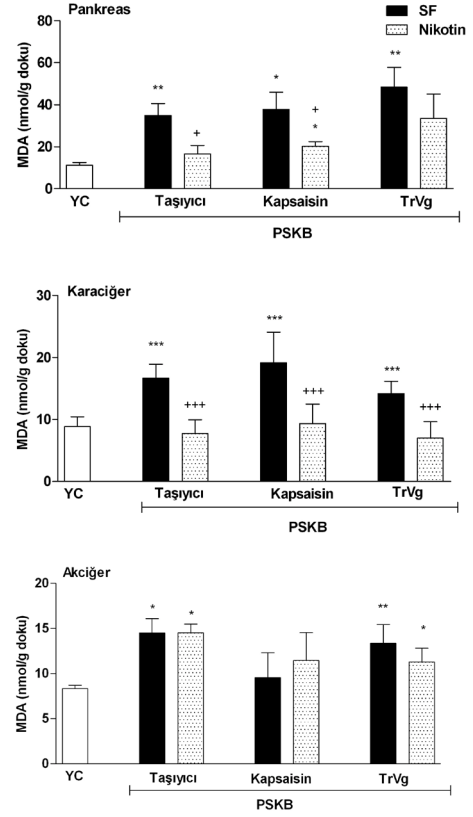 Pankreas
SF
Nikotin
MDA (nmol/g doku)
80
60
40
20
0
**
+
*
+
*
**
YC
Taşıyıcı
Kapsaisin
TrVg
PSKB
Karaciğer
MDA (nmol/g doku)
30
20
10
0
***
+++
***
+++
***
+++
YC
Taşıyıcı
Kapsaisin
TrVg
PSKB
Akciğer
MDA (nmol/g doku)
20
15
10
5
0
*
*
**
*
YC
Taşıyıcı
Kapsaisin
TrVg
PSKB